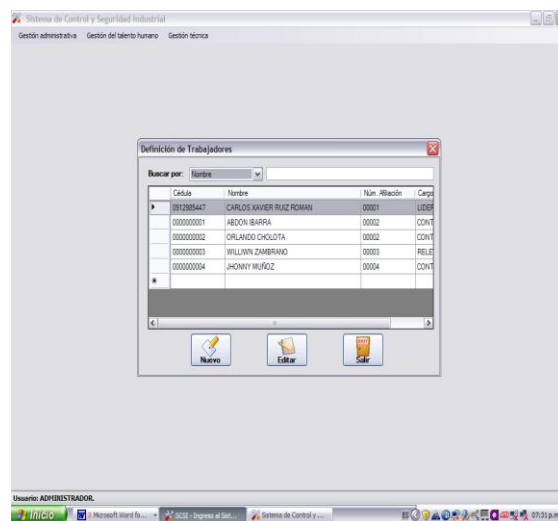 Sistema de Control y Seguridad Industrial
Gestión administrativa Gestión del talento humano Gestión técnica
Definición de Trabajadores
Buscar por: Nombre
Cédula Nombre Núm. Afiliación Cargo
0912985447 CARLOS XAVIER RUIZ ROMAN 00001 LIDER
0000000001 ABDON IBARRA 00002 CONT
0000000002 ORLANDO CHOLOTA 00002 CONT
0000000003 WILLIWN ZAMBRANO 00003 RELE
0000000004 JHONNY MUÑOZ 00004 CONT
Nuevo Editar Salir
Usuario: ADMINISTRADOR.
Inicio Microsoft Word fo... SCSI - Ingreso al Sist... Sistema de Control y ... 07:31 p.m.